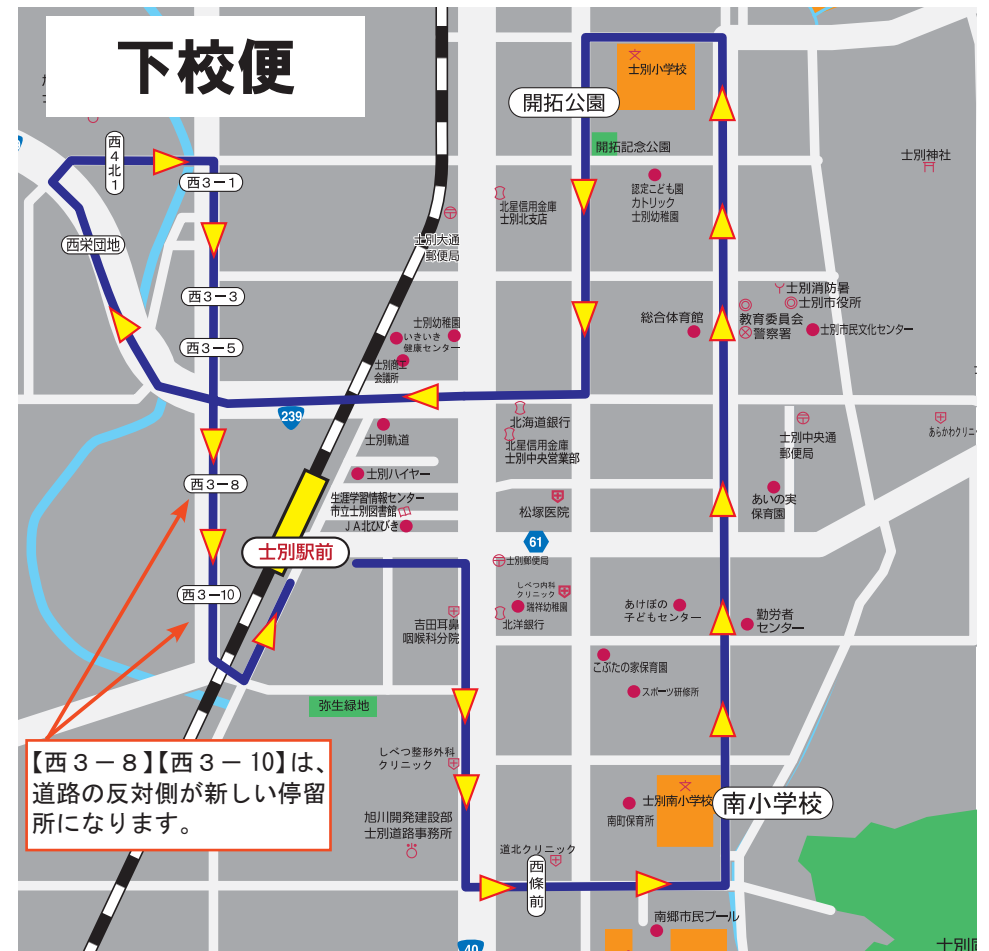 下校便
士別小学校
開拓公園
開拓記念公園
西4北1
西3-1
士別神社
認定こども園
カトリック
士別幼稚園
北星信用金庫
士別北支店
西栄団地
士別大通
郵便局
西3-3
士別消防署
士別市役所
教育委員会
警察署
士別市民文化センター
総合体育館
士別幼稚園
いきいき
健康センター
士別商工
会議所
西3-5
239
北海道銀行
北星信用金庫
士別中央営業部
士別軌道
士別中央通
郵便局
あらかわクリニ
士別ハイヤー
西3-8
生涯学習情報センター
市立士別図書館
JA北ひびき
松塚医院
あいの実
保育園
61
士別駅前
士別郵便局
しべつ内科
クリニック
瑞祥幼稚園
北洋銀行
西3-10
吉田耳鼻
咽喉科分院
あけぼの
子どもセンター
勤労者
センター
こぶたの家保育園
スポーツ研修所
弥生緑地
【西3-8】【西3-10】は、
道路の反対側が新しい停留
所になります。
しべつ整形外科
クリニック
旭川開発建設部
士別道路事務所
士別南小学校
南小学校
南町保育所
道北クリニック
西條前
南郷市民プール
40